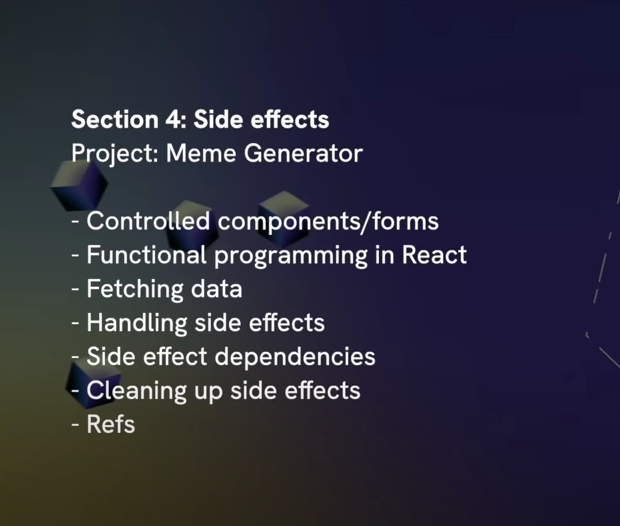 Section 4: Side effects
Project: Meme Generator
- Controlled components/forms
- Functional programming in React
- Fetching data
- Handling side effects
- Side effect dependencies
- Cleaning up side effects
- Refs